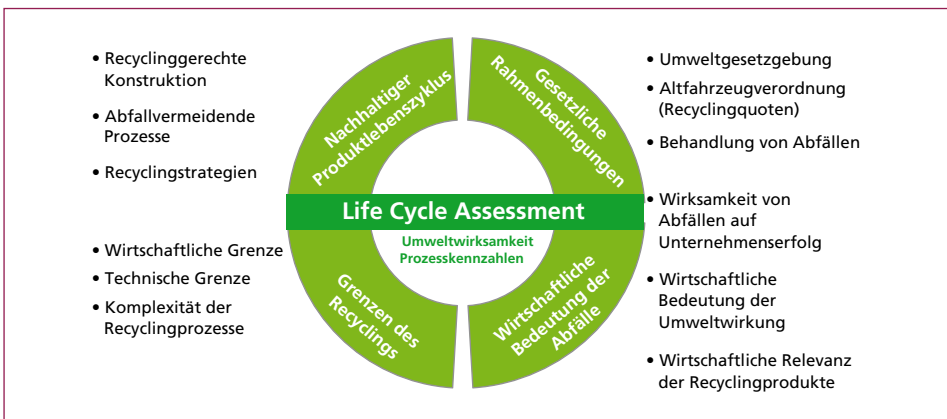 • Recyclinggerechte
Konstruktion
• Abfallvermeidende
Prozesse
• Recyclingstrategien
Nachhaltiger
Produktlebenszyklus
Gesetzliche
Rahmenbedingungen
• Umweltgesetzgebung
• Altfahrzeugverordnung
(Recyclingquoten)
• Behandlung von Abfällen
Life Cycle Assessment
Umweltwirksamkeit
Prozesskennzahlen
• Wirtschaftliche Grenze
• Technische Grenze
• Komplexität der
Recyclingprozesse
Grenzen des
Recyclings
Wirtschaftliche
Bedeutung der
Abfälle
• Wirksamkeit von
Abfällen auf
Unternehmenserfolg
• Wirtschaftliche
Bedeutung der
Umweltwirkung
• Wirtschaftliche Relevanz
der Recyclingprodukte